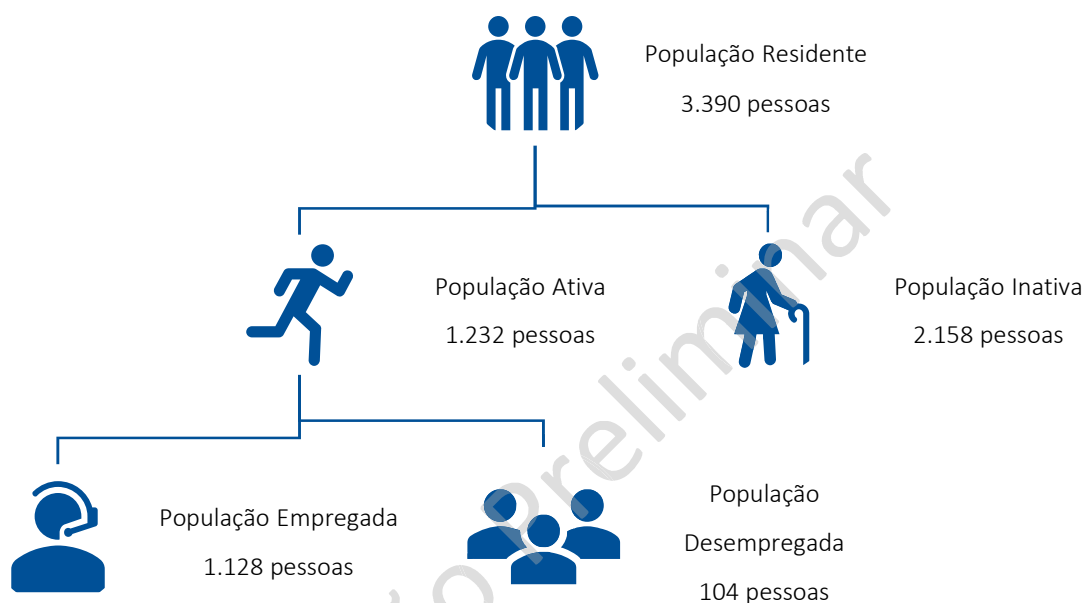 População Residente
3.390 pessoas
População Ativa
1.232 pessoas
População Inativa
2.158 pessoas
População Empregada
1.128 pessoas
População
Desempregada
104 pessoas
Preliminar